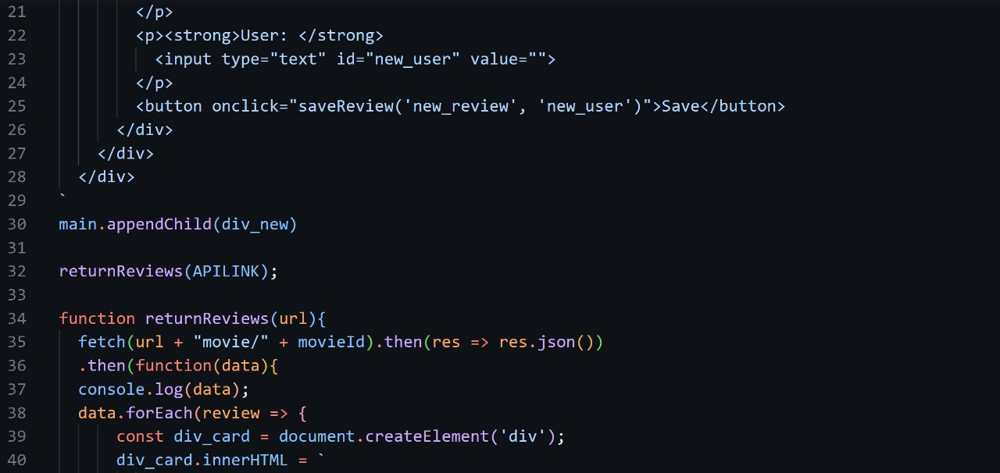 21 </p>
22 <p><strong>User: </strong>
23 <input type="text" id="new_user" value="">
24 </p>
25 <button onclick="saveReview('new_review', 'new_user')">Save</button>
26 </div>
27 </div>
28 </div>
29 `
30 main.appendChild(div_new)
31
32 returnReviews(APILINK);
33
34 function returnReviews(url){
35 fetch(url + "movie/" + movieId).then(res => res.json())
36 .then(function(data){
37 console.log(data);
38 data.forEach(review => {
39 const div_card = document.createElement('div');
40 div_card.innerHTML = `